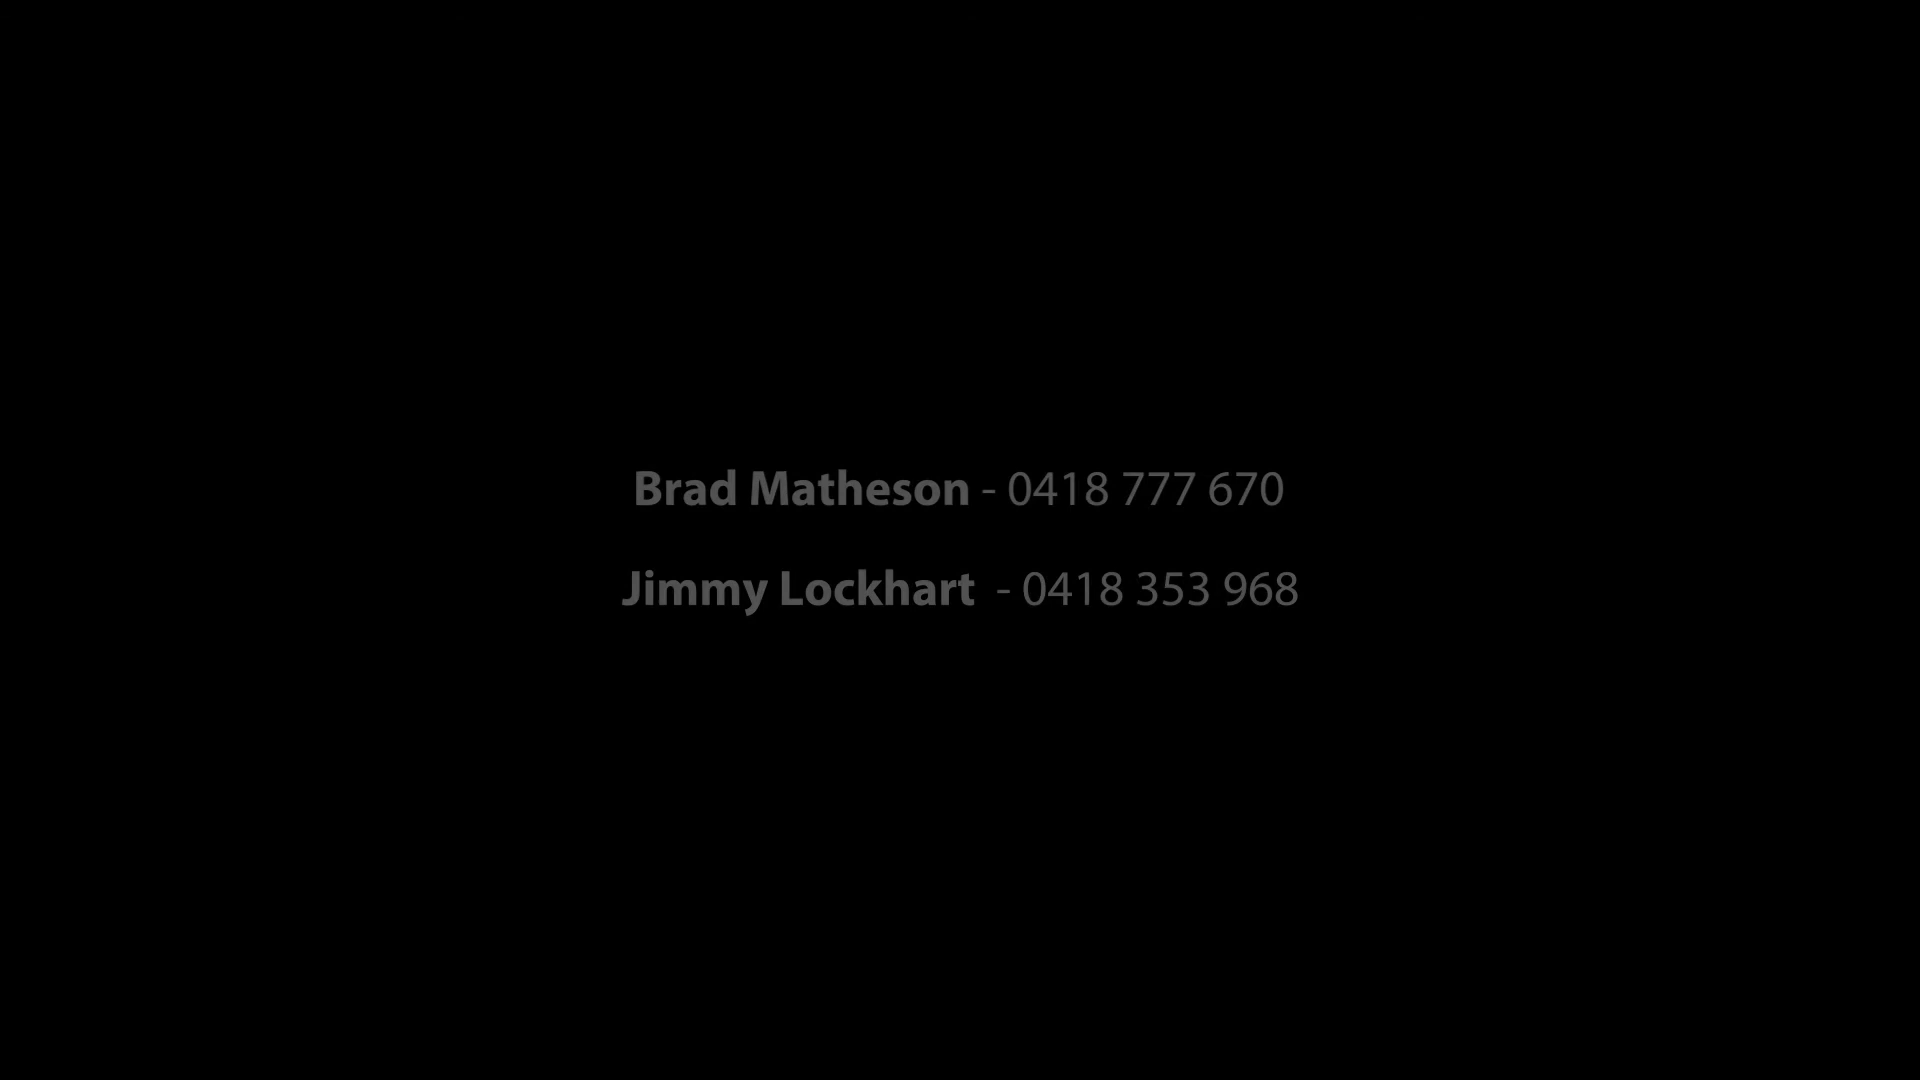 Brad Matheson - 0418 777 670
Jimmy Lockhart  - 0418 353 968